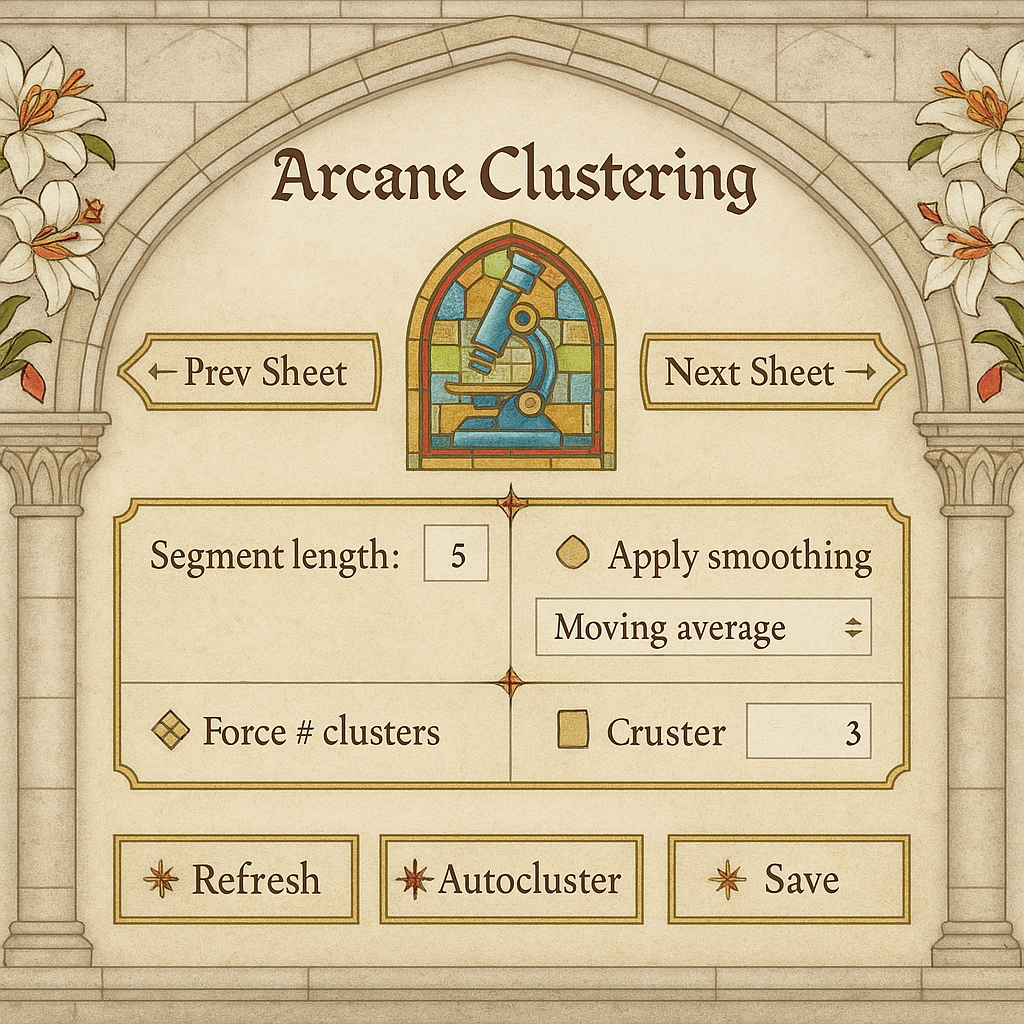 Arcane Clustering
← Prev Sheet
Next Sheet →
Segment length: 5
Apply smoothing
Moving average
Force # clusters
Cruster 3
Refresh
Autocluster
Save